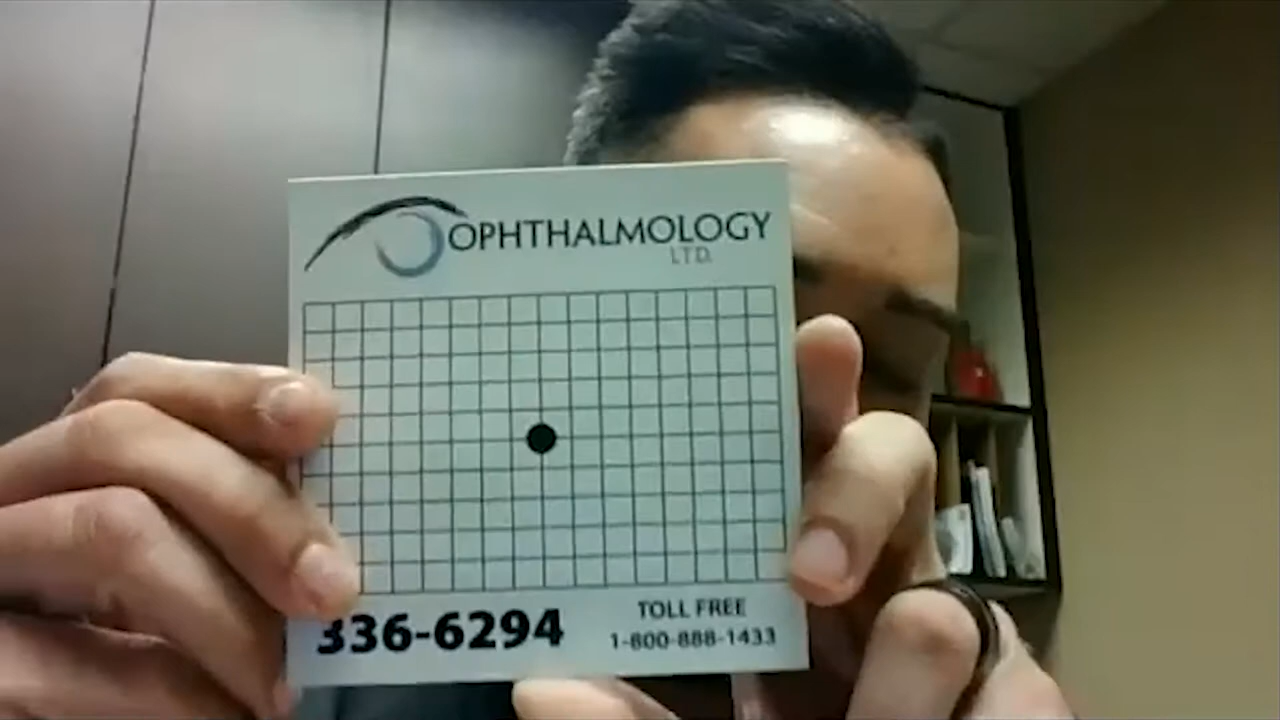 OPHTHALMOLOGY
LTD.
336-6294
TOLL FREE
1-800-888-1433